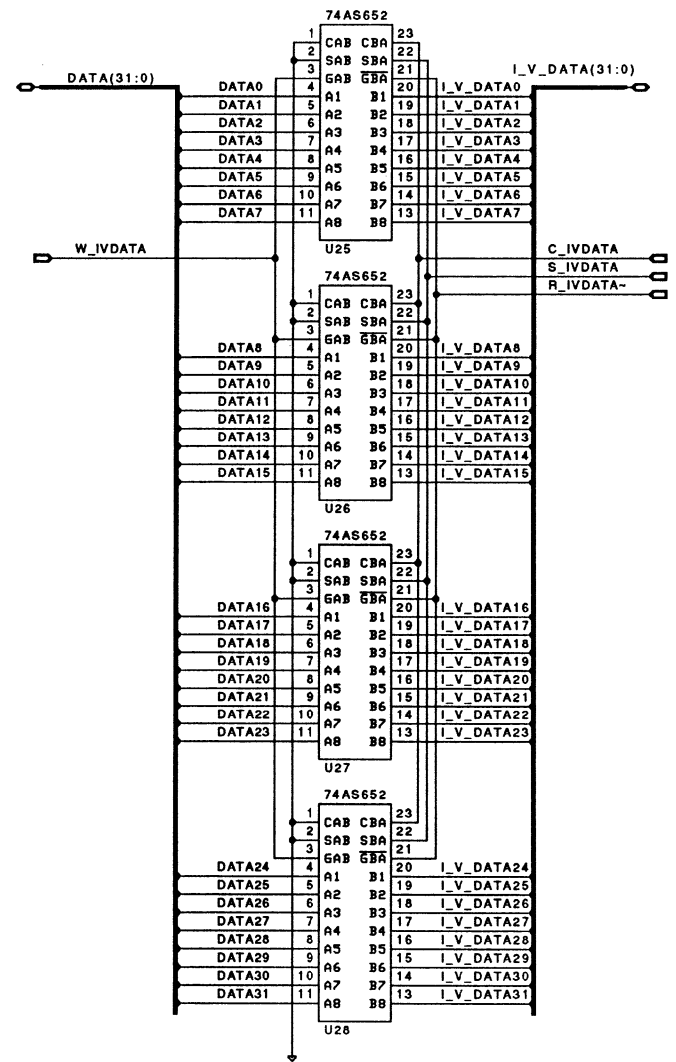 74AS652
1 CAB CBA 23
2 SAB SBA 22
3 GAB GBA 21
DATA(31:0) I_V_DATA(31:0)
DATA0 4 A1 B1 20 I_V_DATA0
DATA1 5 A2 B2 19 I_V_DATA1
DATA2 6 A3 B3 18 I_V_DATA2
DATA3 7 A4 B4 17 I_V_DATA3
DATA4 8 A5 B5 16 I_V_DATA4
DATA5 9 A6 B6 15 I_V_DATA5
DATA6 10 A7 B7 14 I_V_DATA6
DATA7 11 A8 B8 13 I_V_DATA7
U25
W_IVDATA C_IVDATA
S_IVDATA
R_IVDATA~
74AS652
1 CAB CBA 23
2 SAB SBA 22
3 GAB GBA 21
DATA8 4 A1 B1 20 I_V_DATA8
DATA9 5 A2 B2 19 I_V_DATA9
DATA10 6 A3 B3 18 I_V_DATA10
DATA11 7 A4 B4 17 I_V_DATA11
DATA12 8 A5 B5 16 I_V_DATA12
DATA13 9 A6 B6 15 I_V_DATA13
DATA14 10 A7 B7 14 I_V_DATA14
DATA15 11 A8 B8 13 I_V_DATA15
U26
74AS652
1 CAB CBA 23
2 SAB SBA 22
3 GAB GBA 21
DATA16 4 A1 B1 20 I_V_DATA16
DATA17 5 A2 B2 19 I_V_DATA17
DATA18 6 A3 B3 18 I_V_DATA18
DATA19 7 A4 B4 17 I_V_DATA19
DATA20 8 A5 B5 16 I_V_DATA20
DATA21 9 A6 B6 15 I_V_DATA21
DATA22 10 A7 B7 14 I_V_DATA22
DATA23 11 A8 B8 13 I_V_DATA23
U27
74AS652
1 CAB CBA 23
2 SAB SBA 22
3 GAB GBA 21
DATA24 4 A1 B1 20 I_V_DATA24
DATA25 5 A2 B2 19 I_V_DATA25
DATA26 6 A3 B3 18 I_V_DATA26
DATA27 7 A4 B4 17 I_V_DATA27
DATA28 8 A5 B5 16 I_V_DATA28
DATA29 9 A6 B6 15 I_V_DATA29
DATA30 10 A7 B7 14 I_V_DATA30
DATA31 11 A8 B8 13 I_V_DATA31
U28